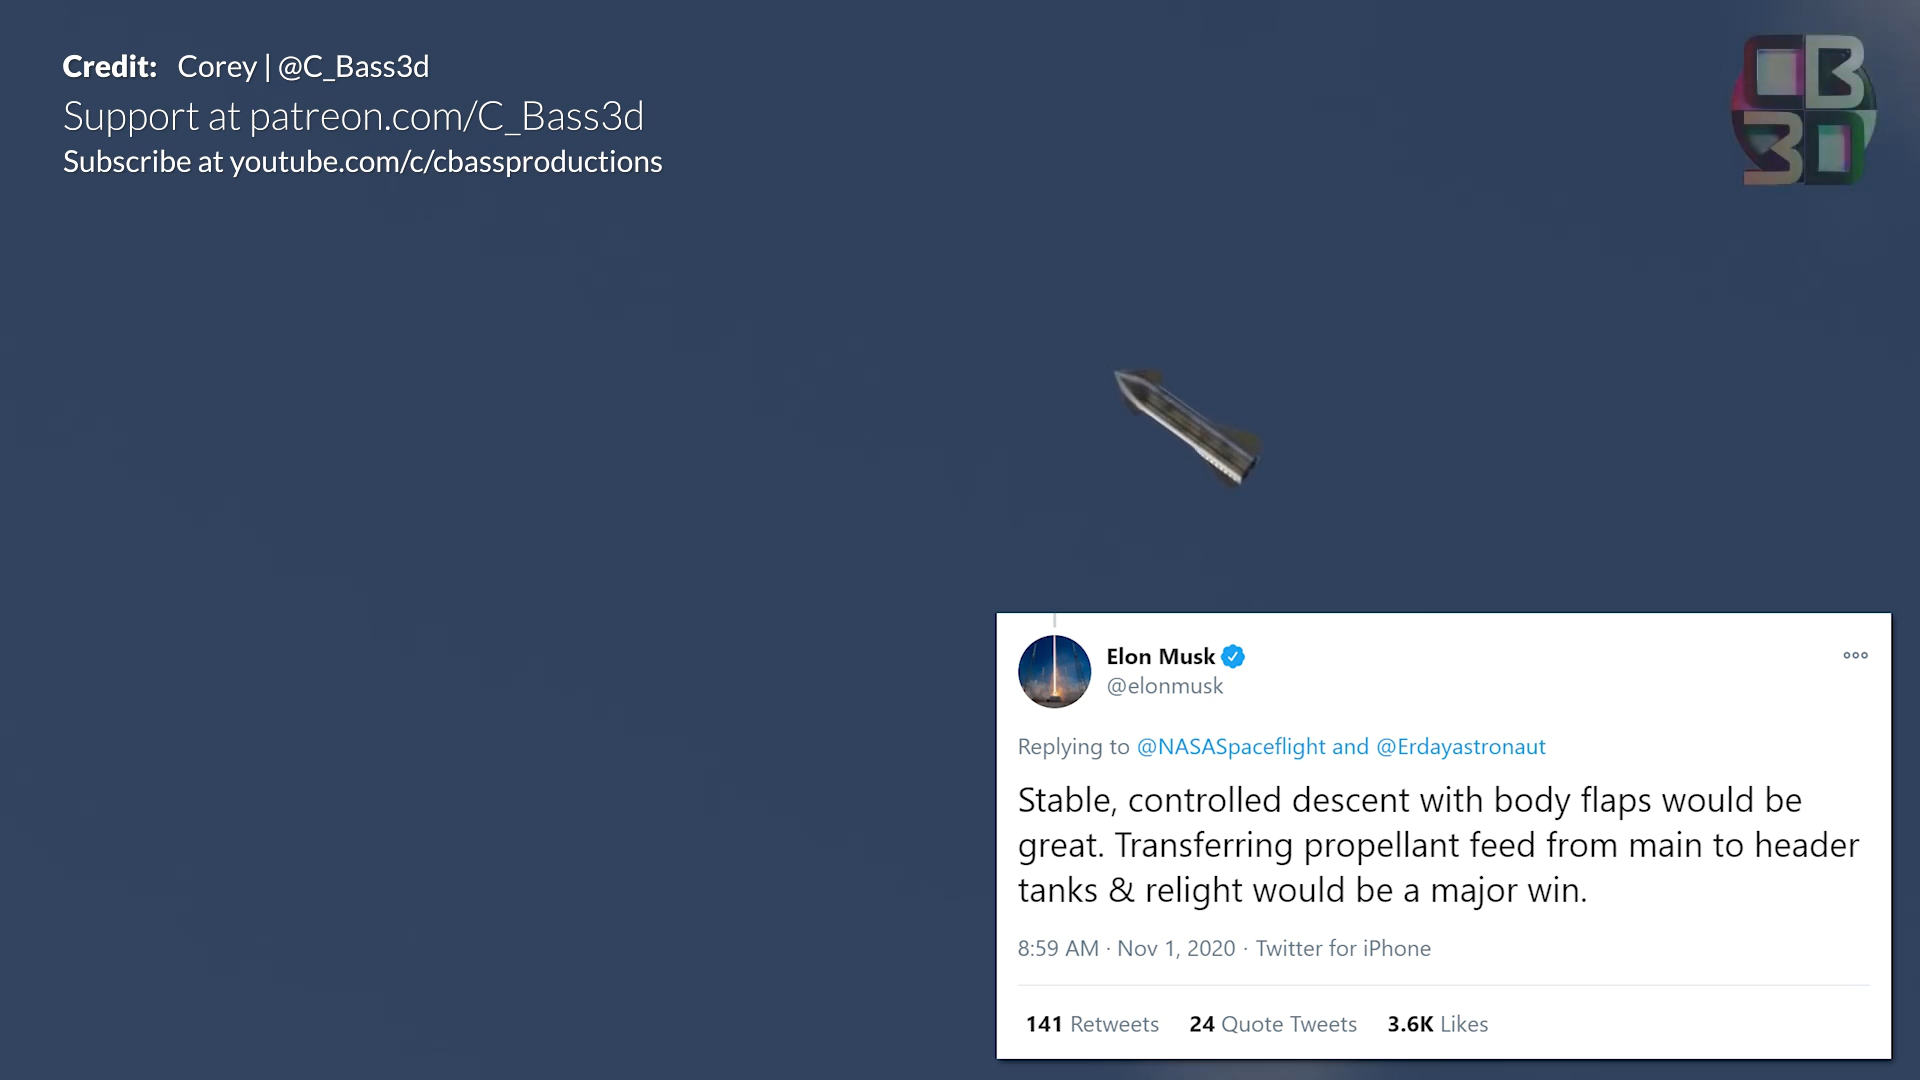 Credit: Corey | @C_Bass3d
Support at patreon.com/C_Bass3d
Subscribe at youtube.com/c/cbassproductions
CB
3D
Elon Musk
@elonmusk
Replying to @NASASpaceflight and @Erdayastronaut
Stable, controlled descent with body flaps would be
great. Transferring propellant feed from main to header
tanks & relight would be a major win.
8:59 AM · Nov 1, 2020 · Twitter for iPhone
141 Retweets 24 Quote Tweets 3.6K Likes